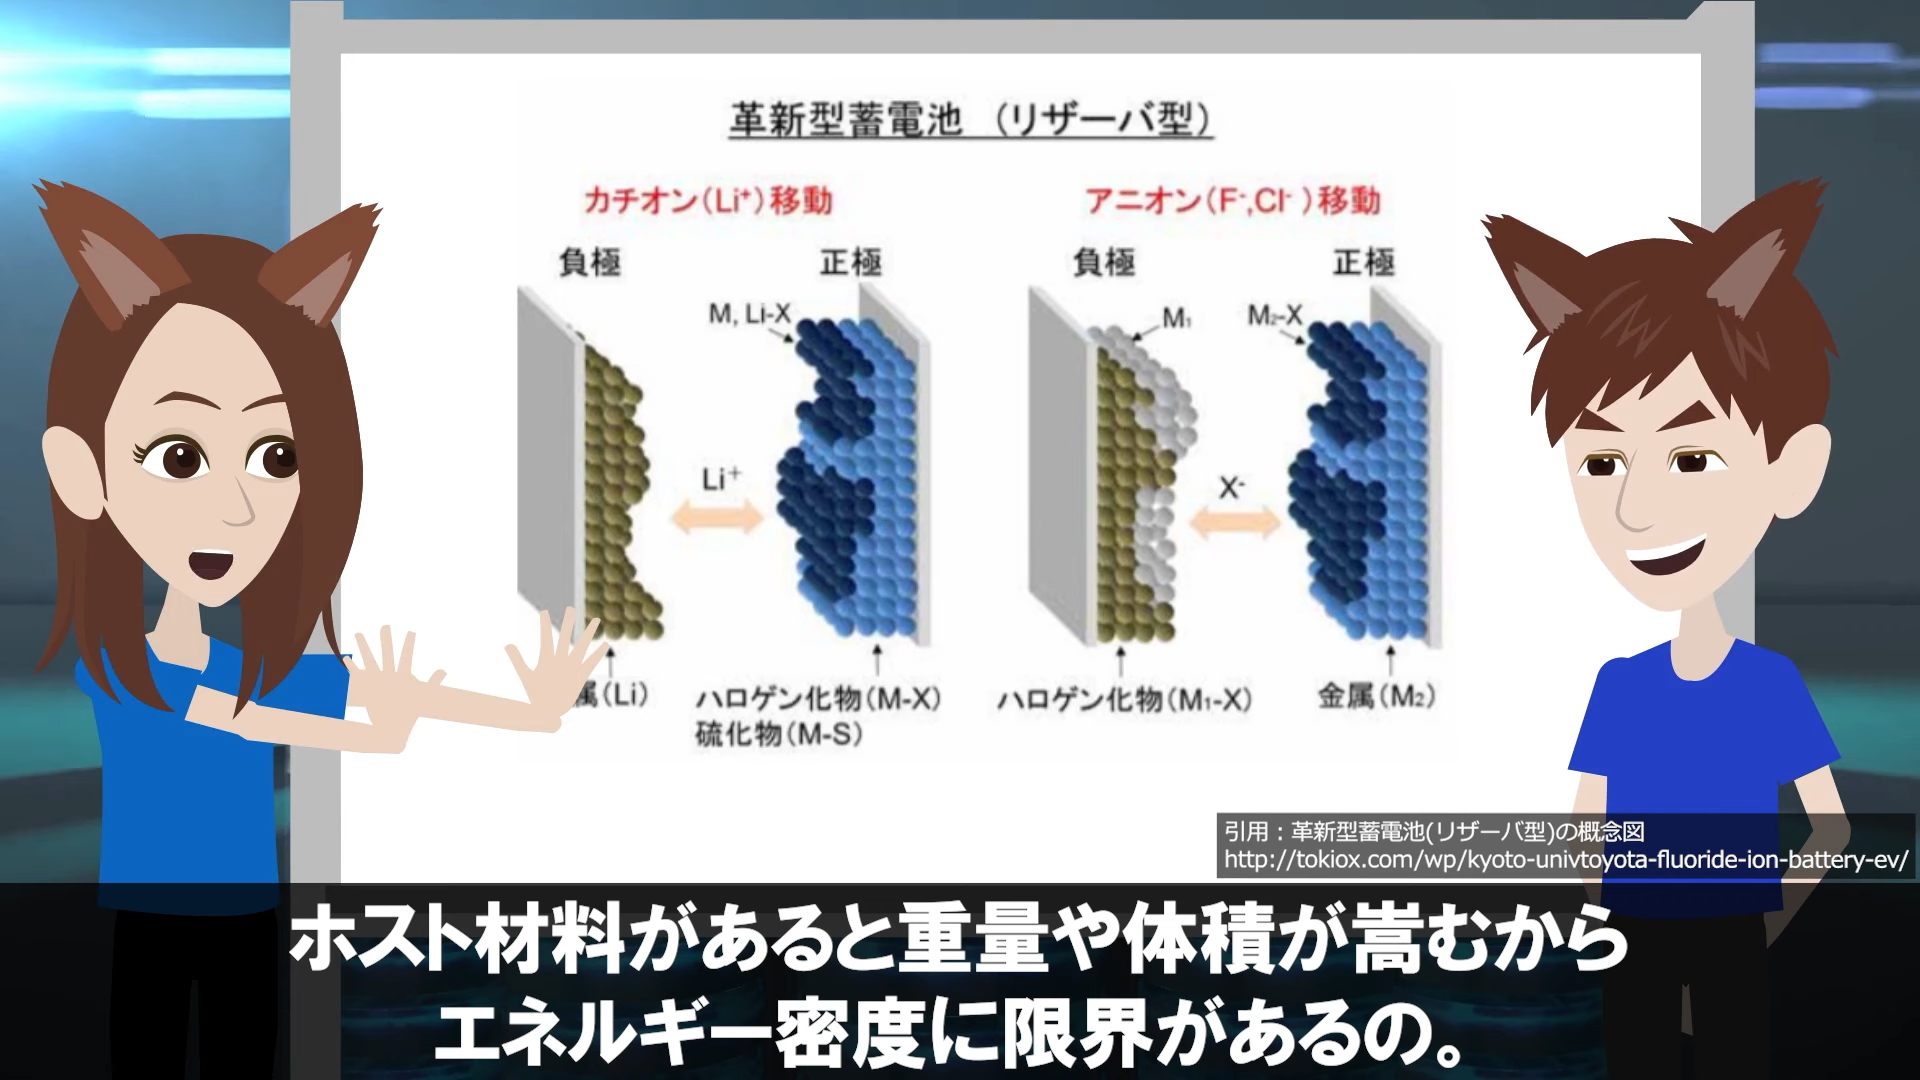 革新型蓄電池 （リザーバ型）
カチオン（Li⁺）移動
アニオン（F⁻,Cl⁻ ）移動
負極
正極
負極
正極
M, Li-X
M₁
M₂-X
Li⁺
X⁻
属（Li）
ハロゲン化物（M-X）
硫化物（M-S）
ハロゲン化物（M₁-X）
金属（M₂）
引用：革新型蓄電池(リザーバ型)の概念図
http://tokiox.com/wp/kyoto-univtoyota-fluoride-ion-battery-ev/
ホスト材料があると重量や体積が嵩むから
エネルギー密度に限界があるの。